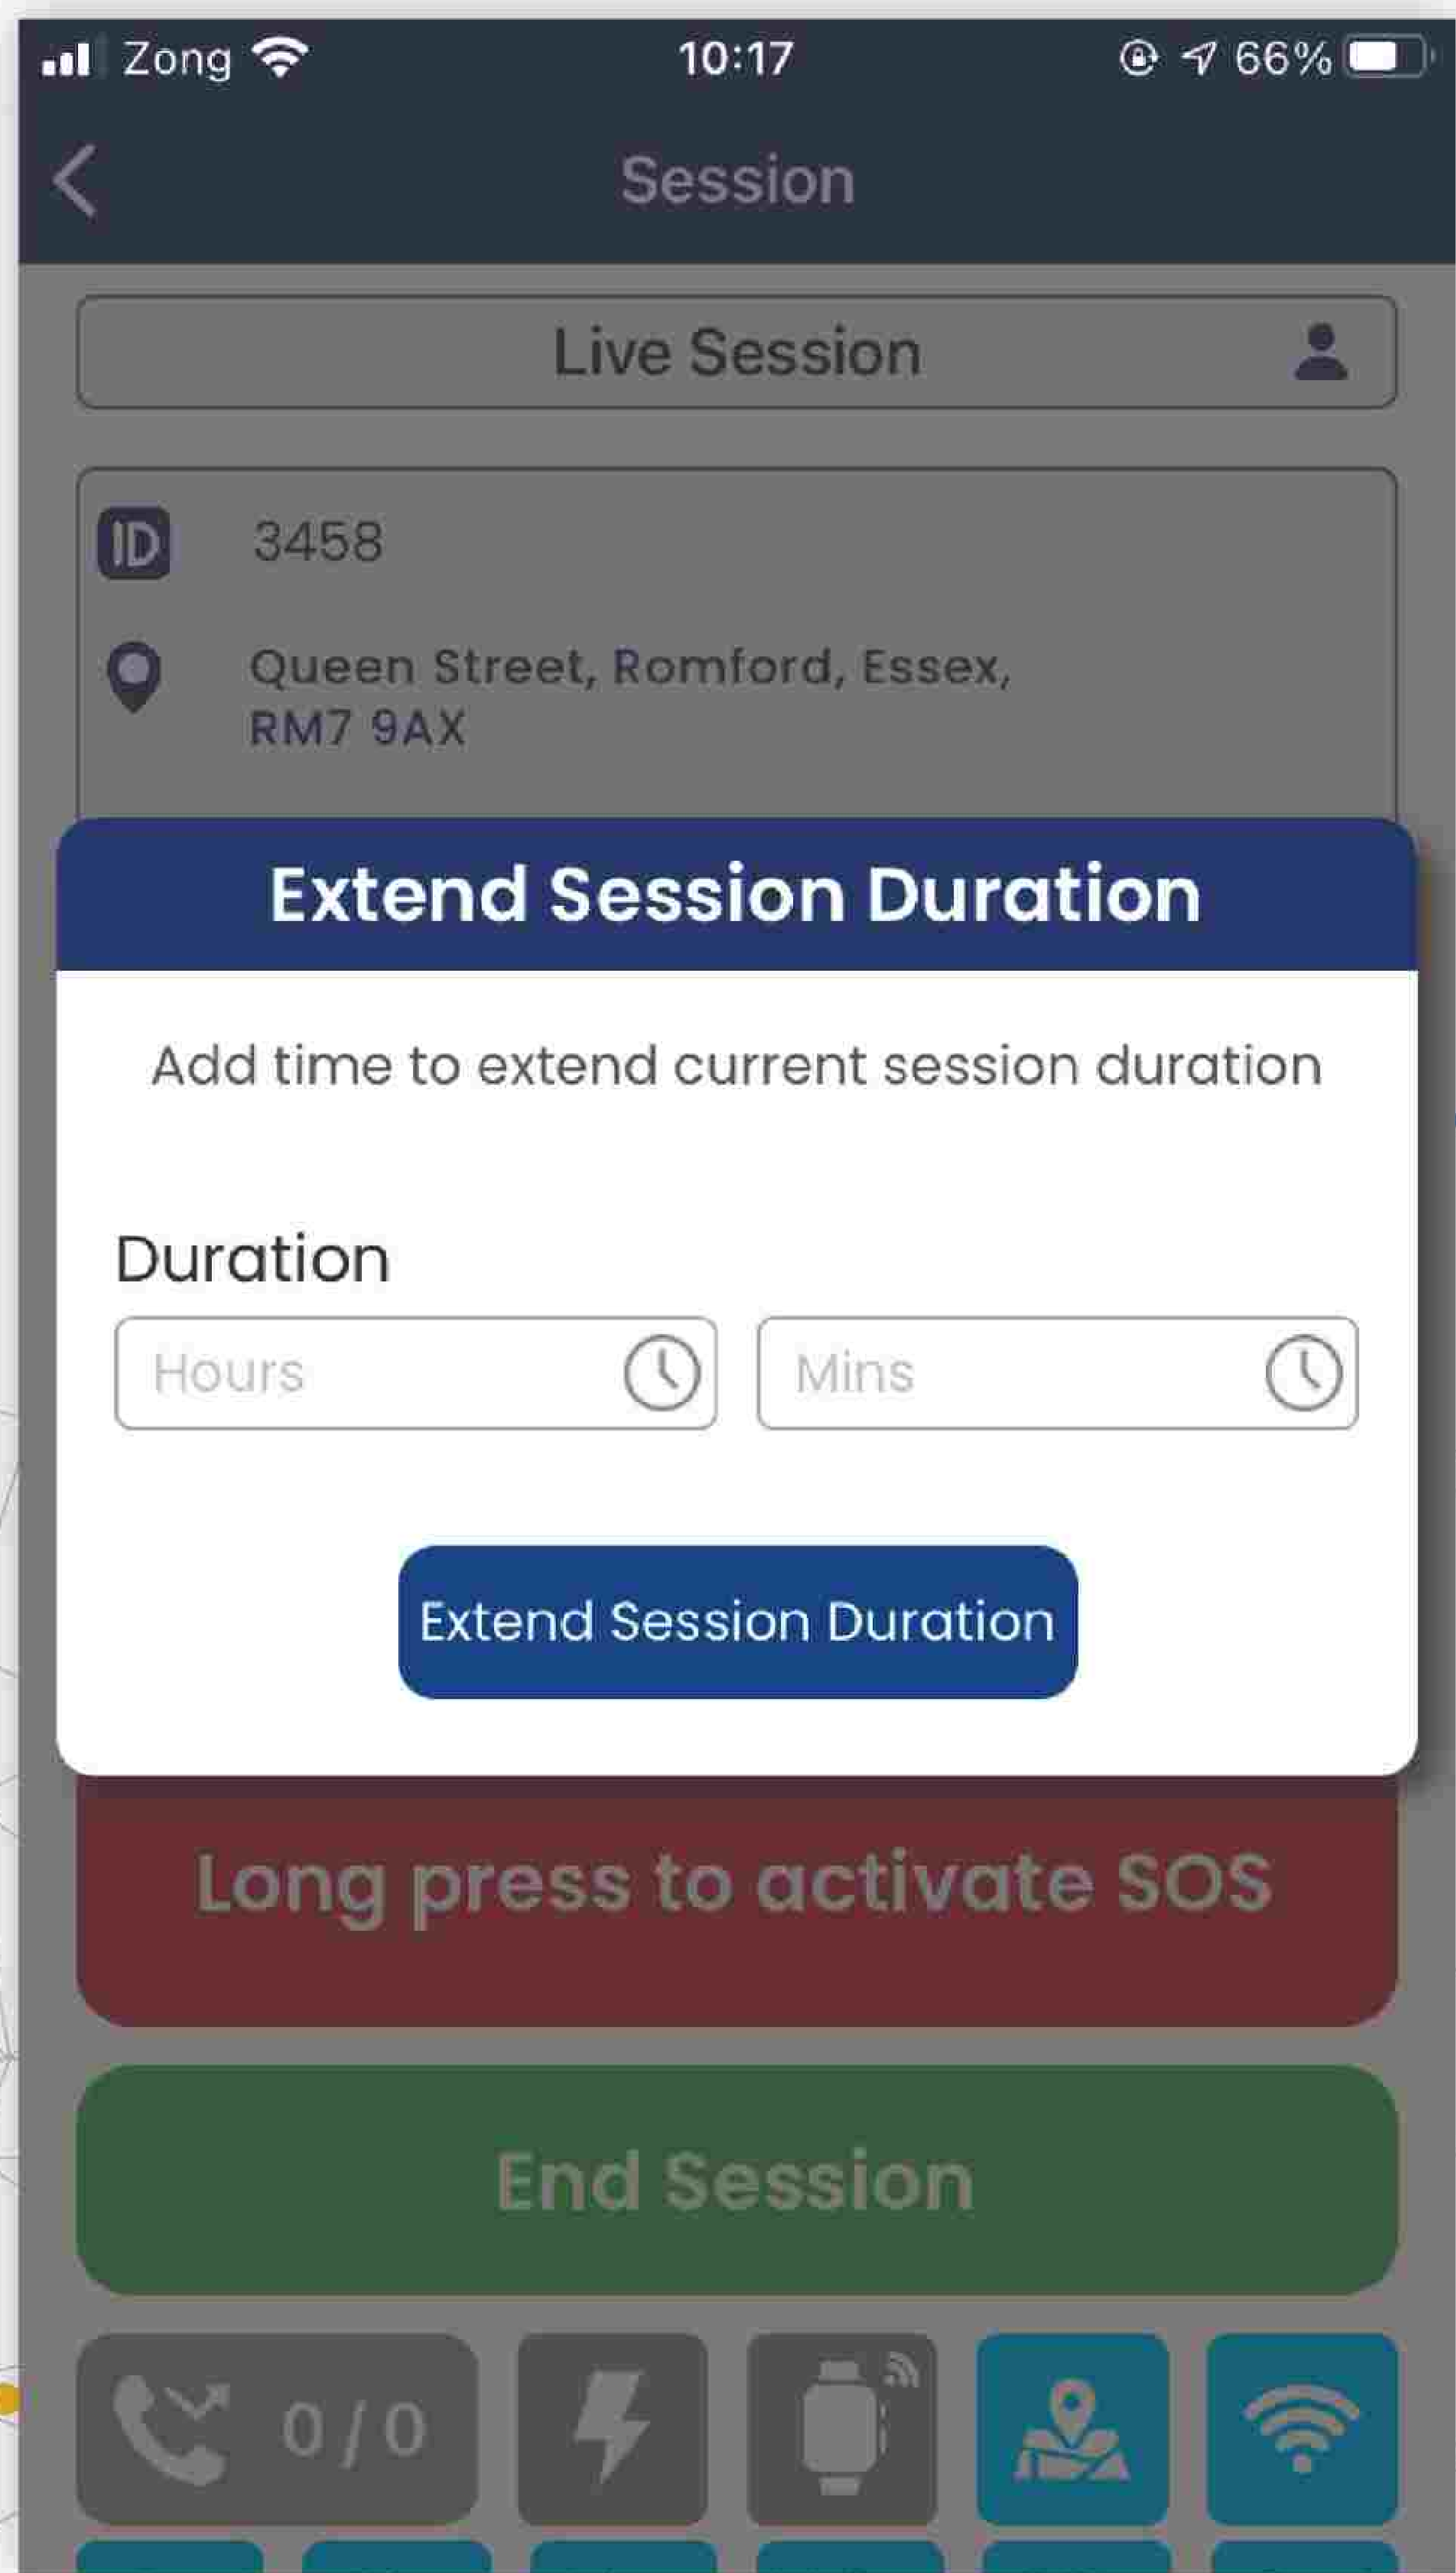 Zong 10:17 66%
Session
Live Session
ID 3458
Queen Street, Romford, Essex,
RM7 9AX
Extend Session Duration
Add time to extend current session duration
Duration
Hours Mins
Extend Session Duration
Long press to activate SOS
End Session
0 / 0